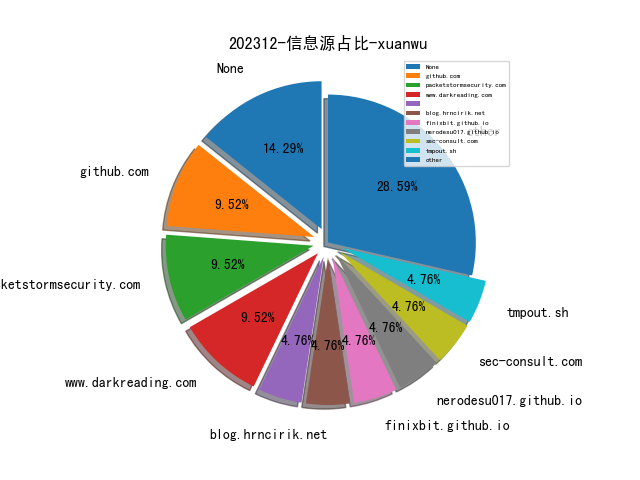 202312-信息源占比-xuanwu
None
github.com
packetstormsecurity.com
www.darkreading.com
blog.hrncirik.net
finixbit.github.io
nerodesu017.github.io
sec-consult.com
tmpout.sh
other
None
14.29%
28.59%
github.com
9.52%
ketstormsecurity.com
9.52%
4.76%
tmpout.sh
4.76%
9.52%
4.76%
4.76%
4.76%
4.76%
sec-consult.com
www.darkreading.com
nerodesu017.github.io
blog.hrncirik.net
finixbit.github.io